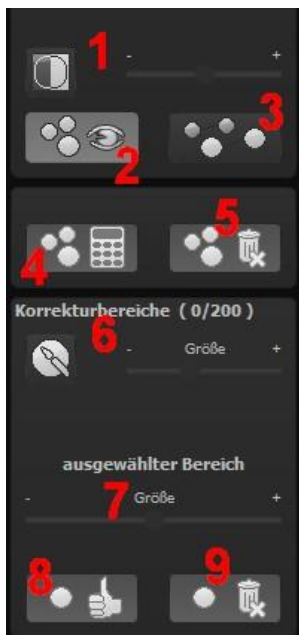 1
- +
2
3
4
5
Korrekturbereiche ( 0/200 )
6
- Größe +
ausgewählter Bereich
- Größe +
7
8
9